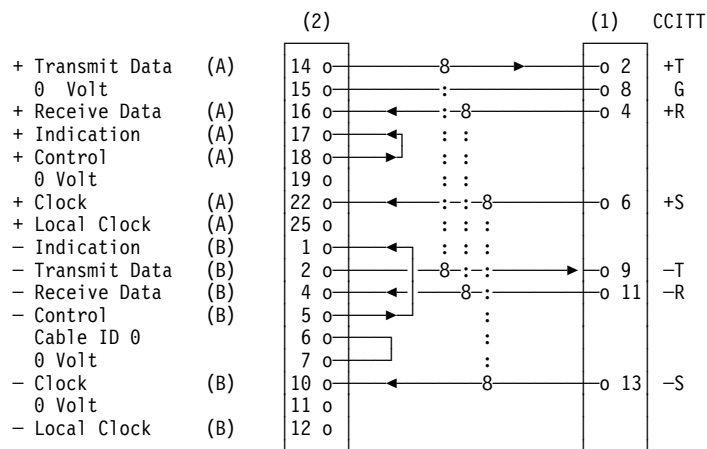 (2) (1) CCITT
+ Transmit Data (A) 14 o 8 o 2 +T
0 Volt 15 o : o 8 G
+ Receive Data (A) 16 o : 8 o 4 +R
+ Indication (A) 17 o : :
+ Control (A) 18 o : :
0 Volt 19 o : :
+ Clock (A) 22 o : : 8 o 6 +S
+ Local Clock (A) 25 o : : :
− Indication (B) 1 o : : :
− Transmit Data (B) 2 o 8 : : o 9 −T
− Receive Data (B) 4 o 8 : o 11 −R
− Control (B) 5 o :
Cable ID 0 6 o :
0 Volt 7 o :
− Clock (B) 10 o 8 o 13 −S
0 Volt 11 o
− Local Clock (B) 12 o